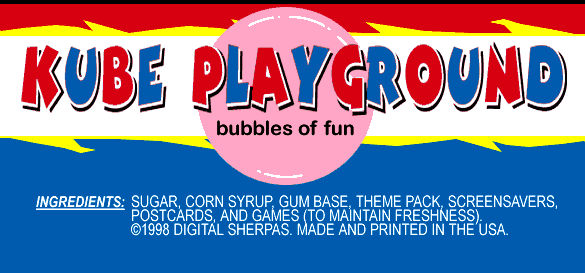 KUBE PLAYGROUND
bubbles of fun
INGREDIENTS: SUGAR, CORN SYRUP, GUM BASE, THEME PACK, SCREENSAVERS,
POSTCARDS, AND GAMES (TO MAINTAIN FRESHNESS).
©1998 DIGITAL SHERPAS. MADE AND PRINTED IN THE USA.